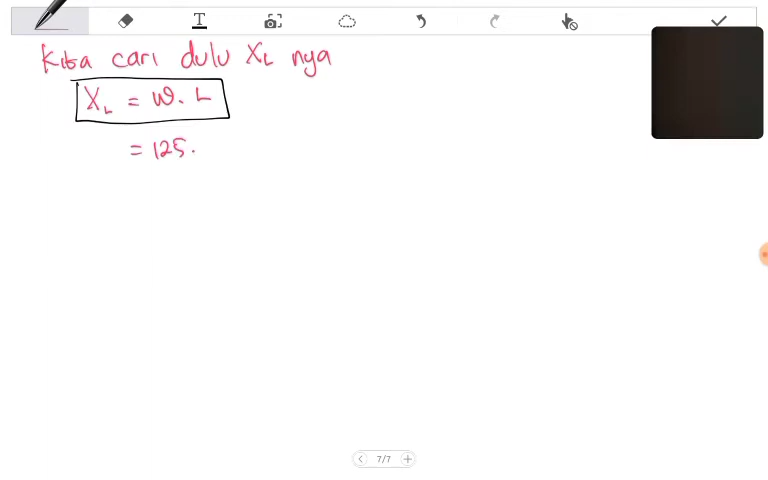 T
Kita cari dulu XL nya
XL = W. L
= 125.
7/7